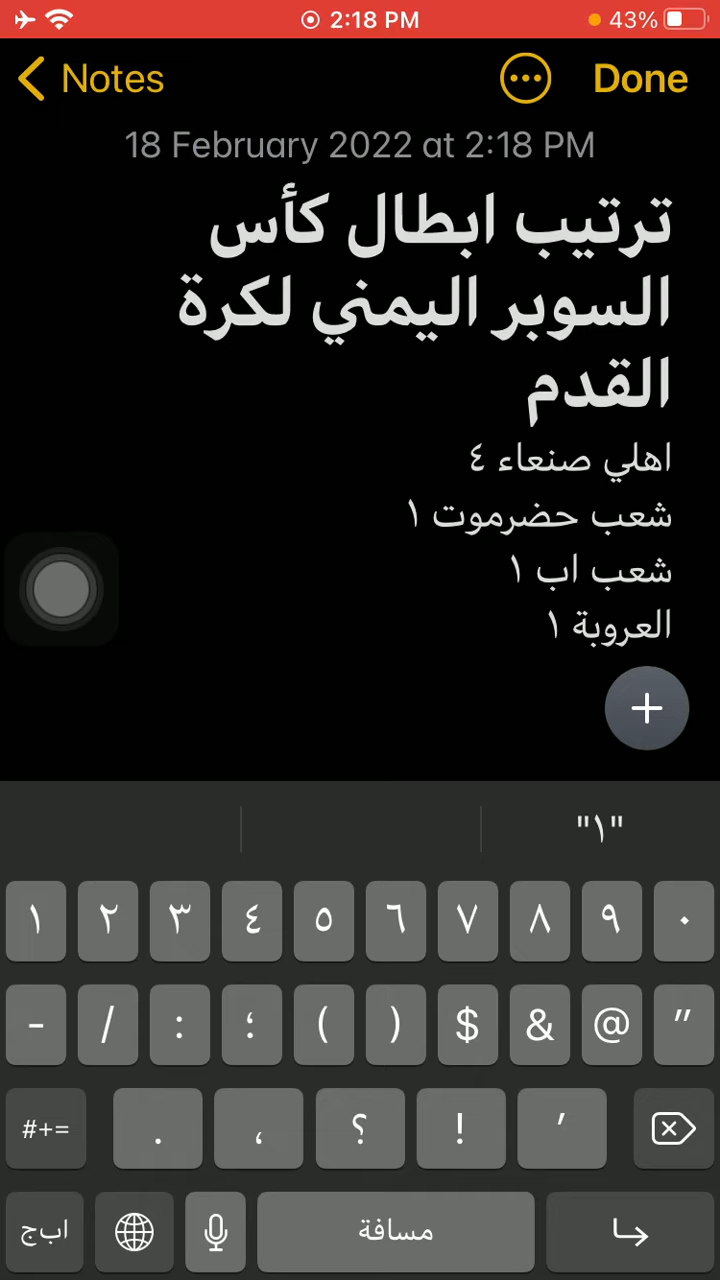 2:18 PM
43%
Notes
Done
18 February 2022 at 2:18 PM
ترتيب ابطال كأس
السوبر اليمني لكرة
القدم
اهلي صنعاء ٤
شعب حضرموت ١
شعب اب ١
العروبة ١
"١"
١ ٢ ٣ ٤ ٥ ٦ ٧ ٨ ٩ ٠
- / : ؛ ( ) $ & @ "
#+= . ، ؟ ! '
اب‌ج مسافة